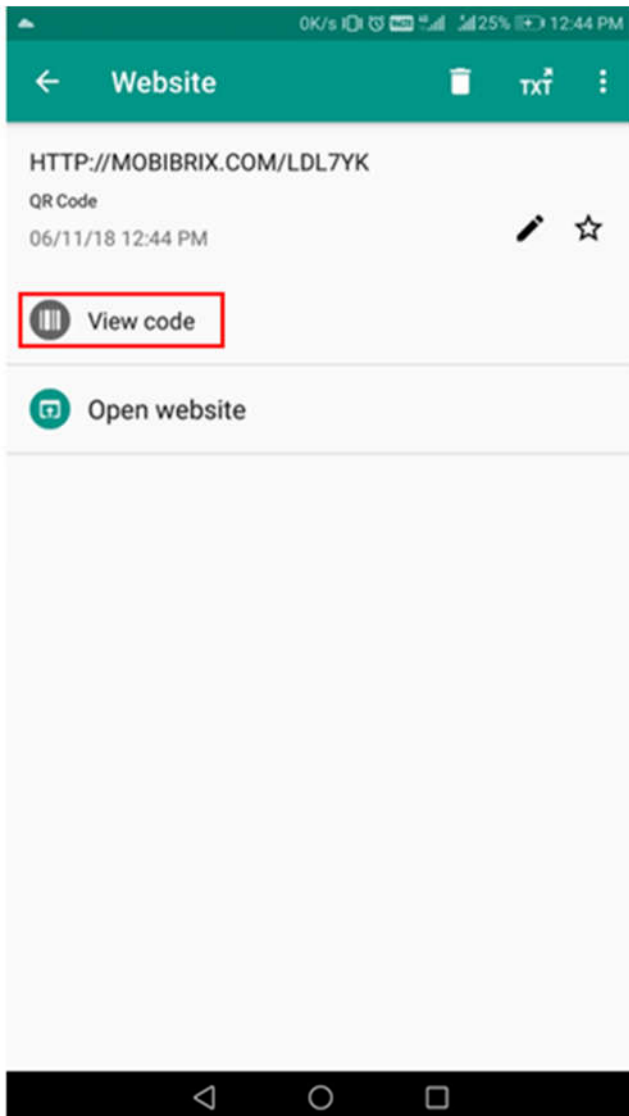 0K/s 25% 12:44 PM
Website
TXT
HTTP://MOBIBRIX.COM/LDL7YK
QR Code
06/11/18 12:44 PM
View code
Open website